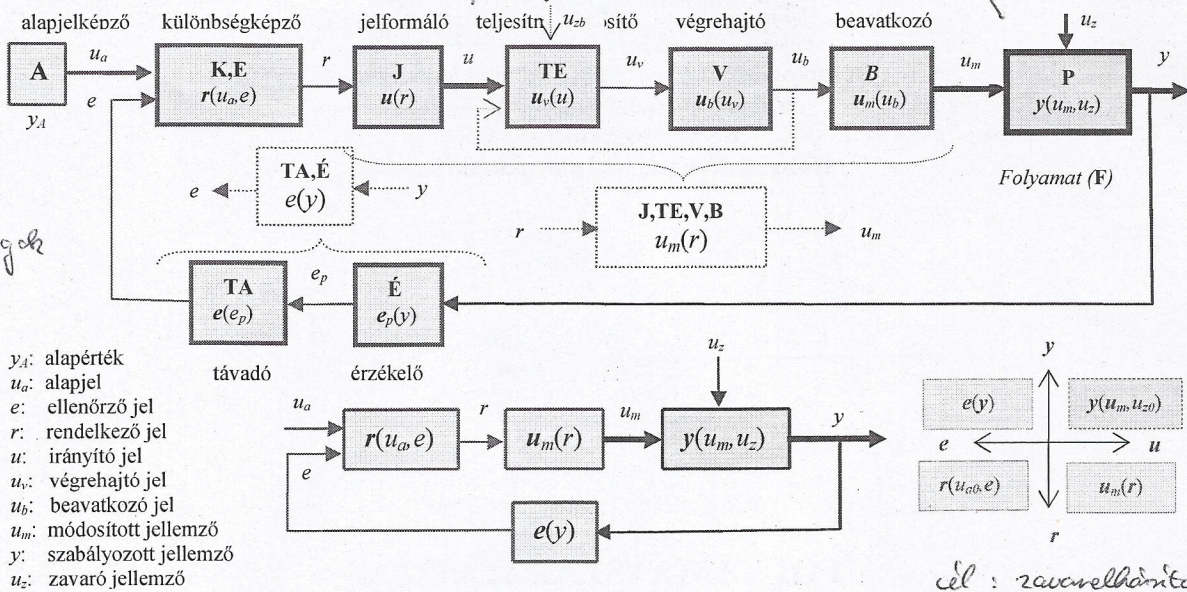 alapjelképző különbségképző jelformáló teljesítn sítő végrehajtó beavatkozó
u_zb u_z
A u_a K,E r J u TE u_v V u_b B u_m P y
r(u_a,e) u(r) u_v(u) u_b(u_v) u_m(u_b) y(u_m,u_z)
e
y_A
Folyamat (F)
e TA,É y
e(y)
r J,TE,V,B u_m
u_m(r)
TA e_p É
e(e_p) e_p(y)
távadó érzékelő
y_A: alapérték
u_a: alapjel
e: ellenőrző jel
r: rendelkező jel
u: irányító jel
u_v: végrehajtó jel
u_b: beavatkozó jel
u_m: módosított jellemző
y: szabályozott jellemző
u_z: zavaró jellemző
u_z
u_a r u_m y
r(u_a,e) u_m(r) y(u_m,u_z)
e
e(y)
y
e(y) y(u_m,u_z0)
e u
r(u_a0,e) u_m(r)
r
cél : zavarelhárítá